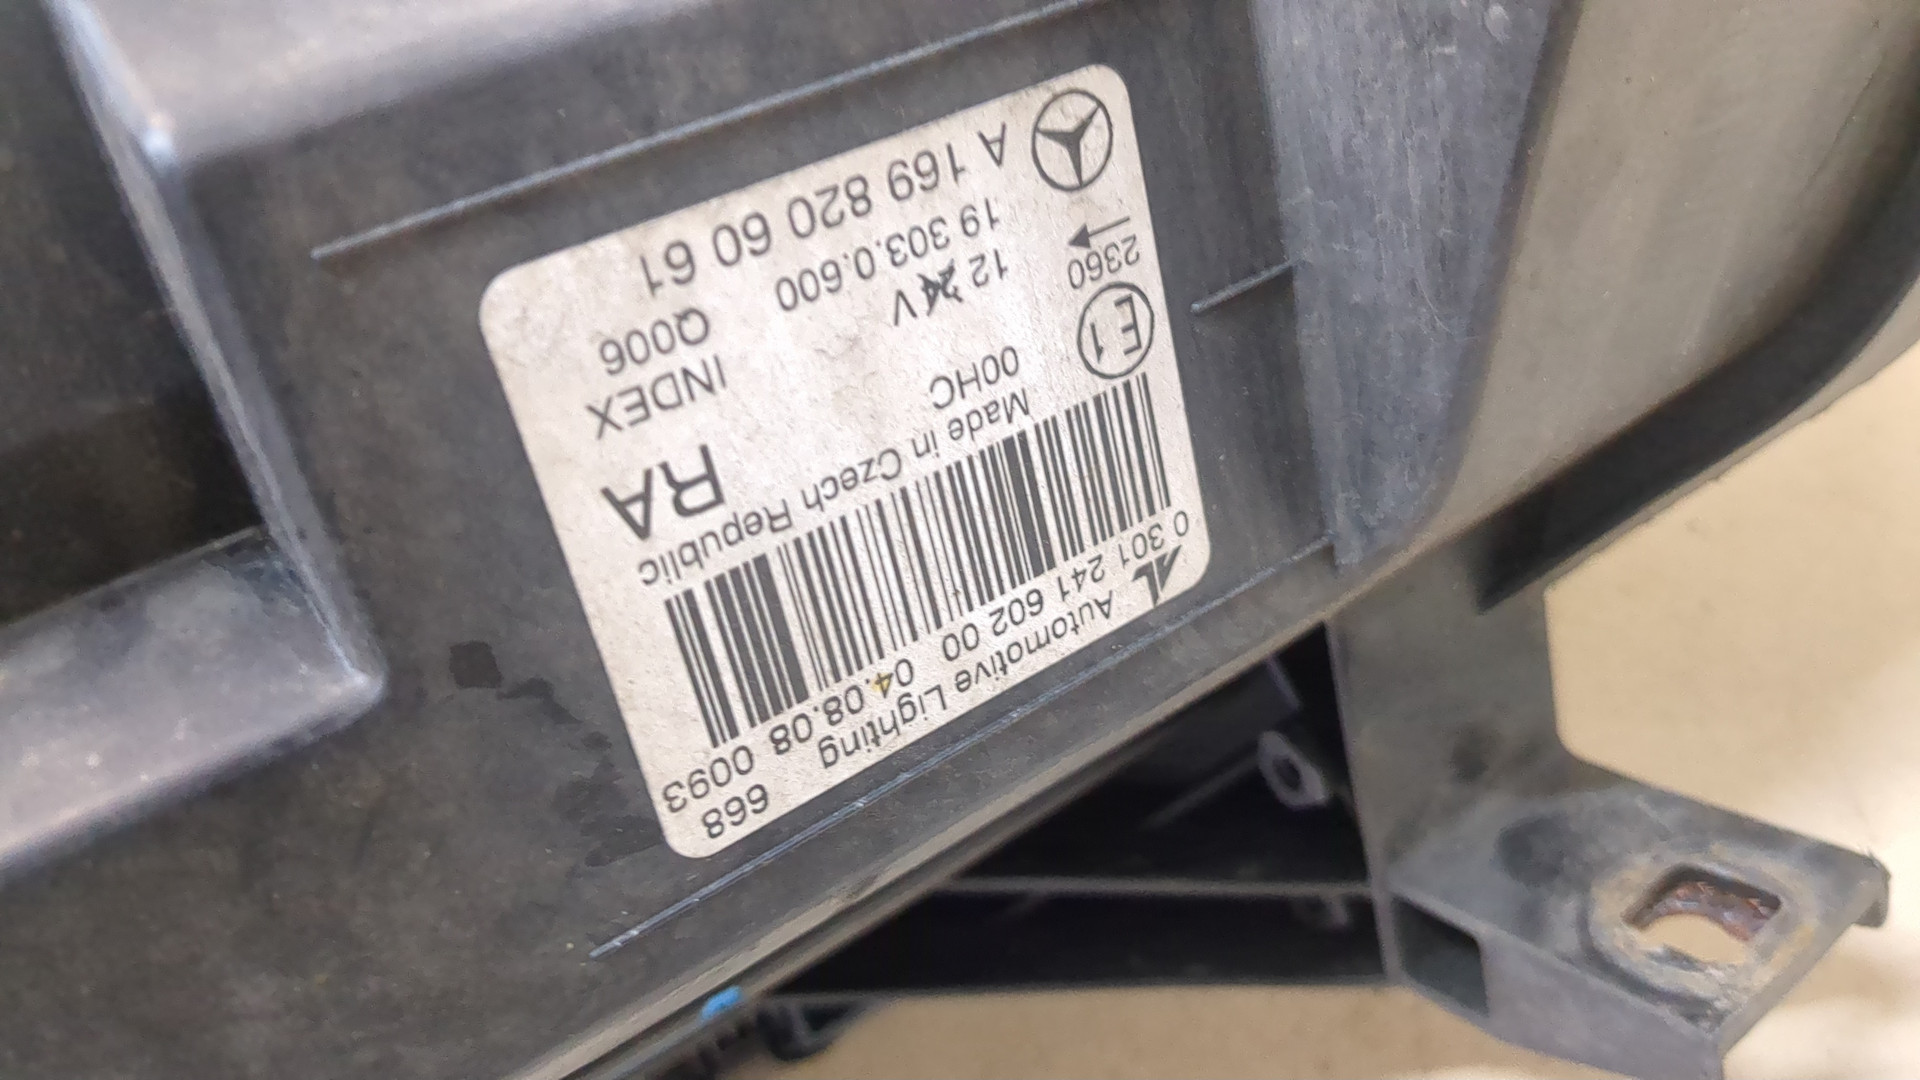 Automotive Lighting 668
0 301 241 602 00 04.08.08 0093
Made in Czech Republic
00HC
RA
E1
2360
12 24 V
INDEX
19 303.0.600 Q006
A 169 820 60 61